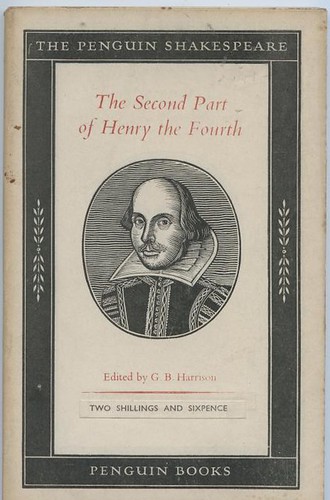 THE PENGUIN SHAKESPEARE
The Second Part
of Henry the Fourth
Edited by G. B. Harrison
TWO SHILLINGS AND SIXPENCE
PENGUIN BOOKS